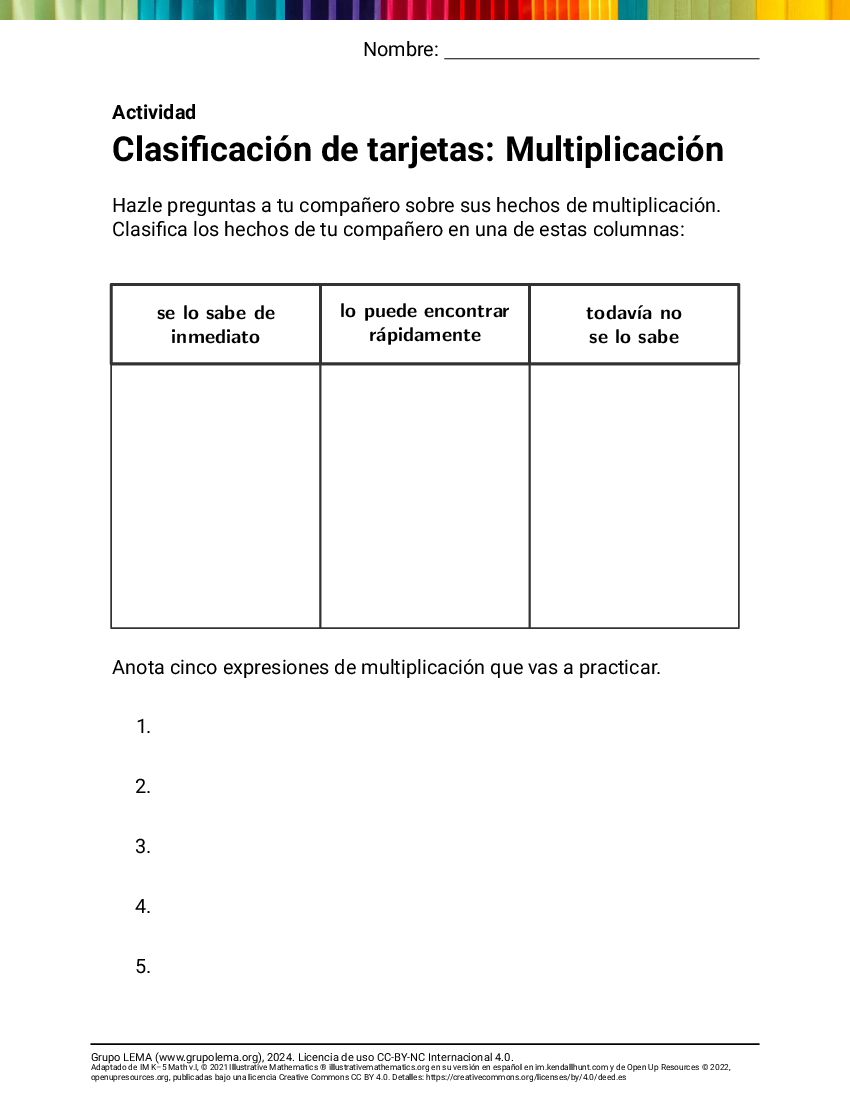 Nombre:
Actividad
Clasificación de tarjetas: Multiplicación
Hazle preguntas a tu compañero sobre sus hechos de multiplicación.
Clasifica los hechos de tu compañero en una de estas columnas:
se lo sabe de
inmediato
lo puede encontrar
rápidamente
todavía no
se lo sabe
Anota cinco expresiones de multiplicación que vas a practicar.
1.
2.
3.
4.
5.
Grupo LEMA (www.grupolema.org), 2024. Licencia de uso CC-BY-NC Internacional 4.0.
Adaptado de IM K–5 Math v.I, © 2021 Illustrative Mathematics ® illustrativemathematics.org en su versión en español en im.kendallhunt.com y de Open Up Resources © 2022,
openupresources.org, publicadas bajo una licencia Creative Commons CC BY 4.0. Detalles: https://creativecommons.org/licenses/by/4.0/deed.es